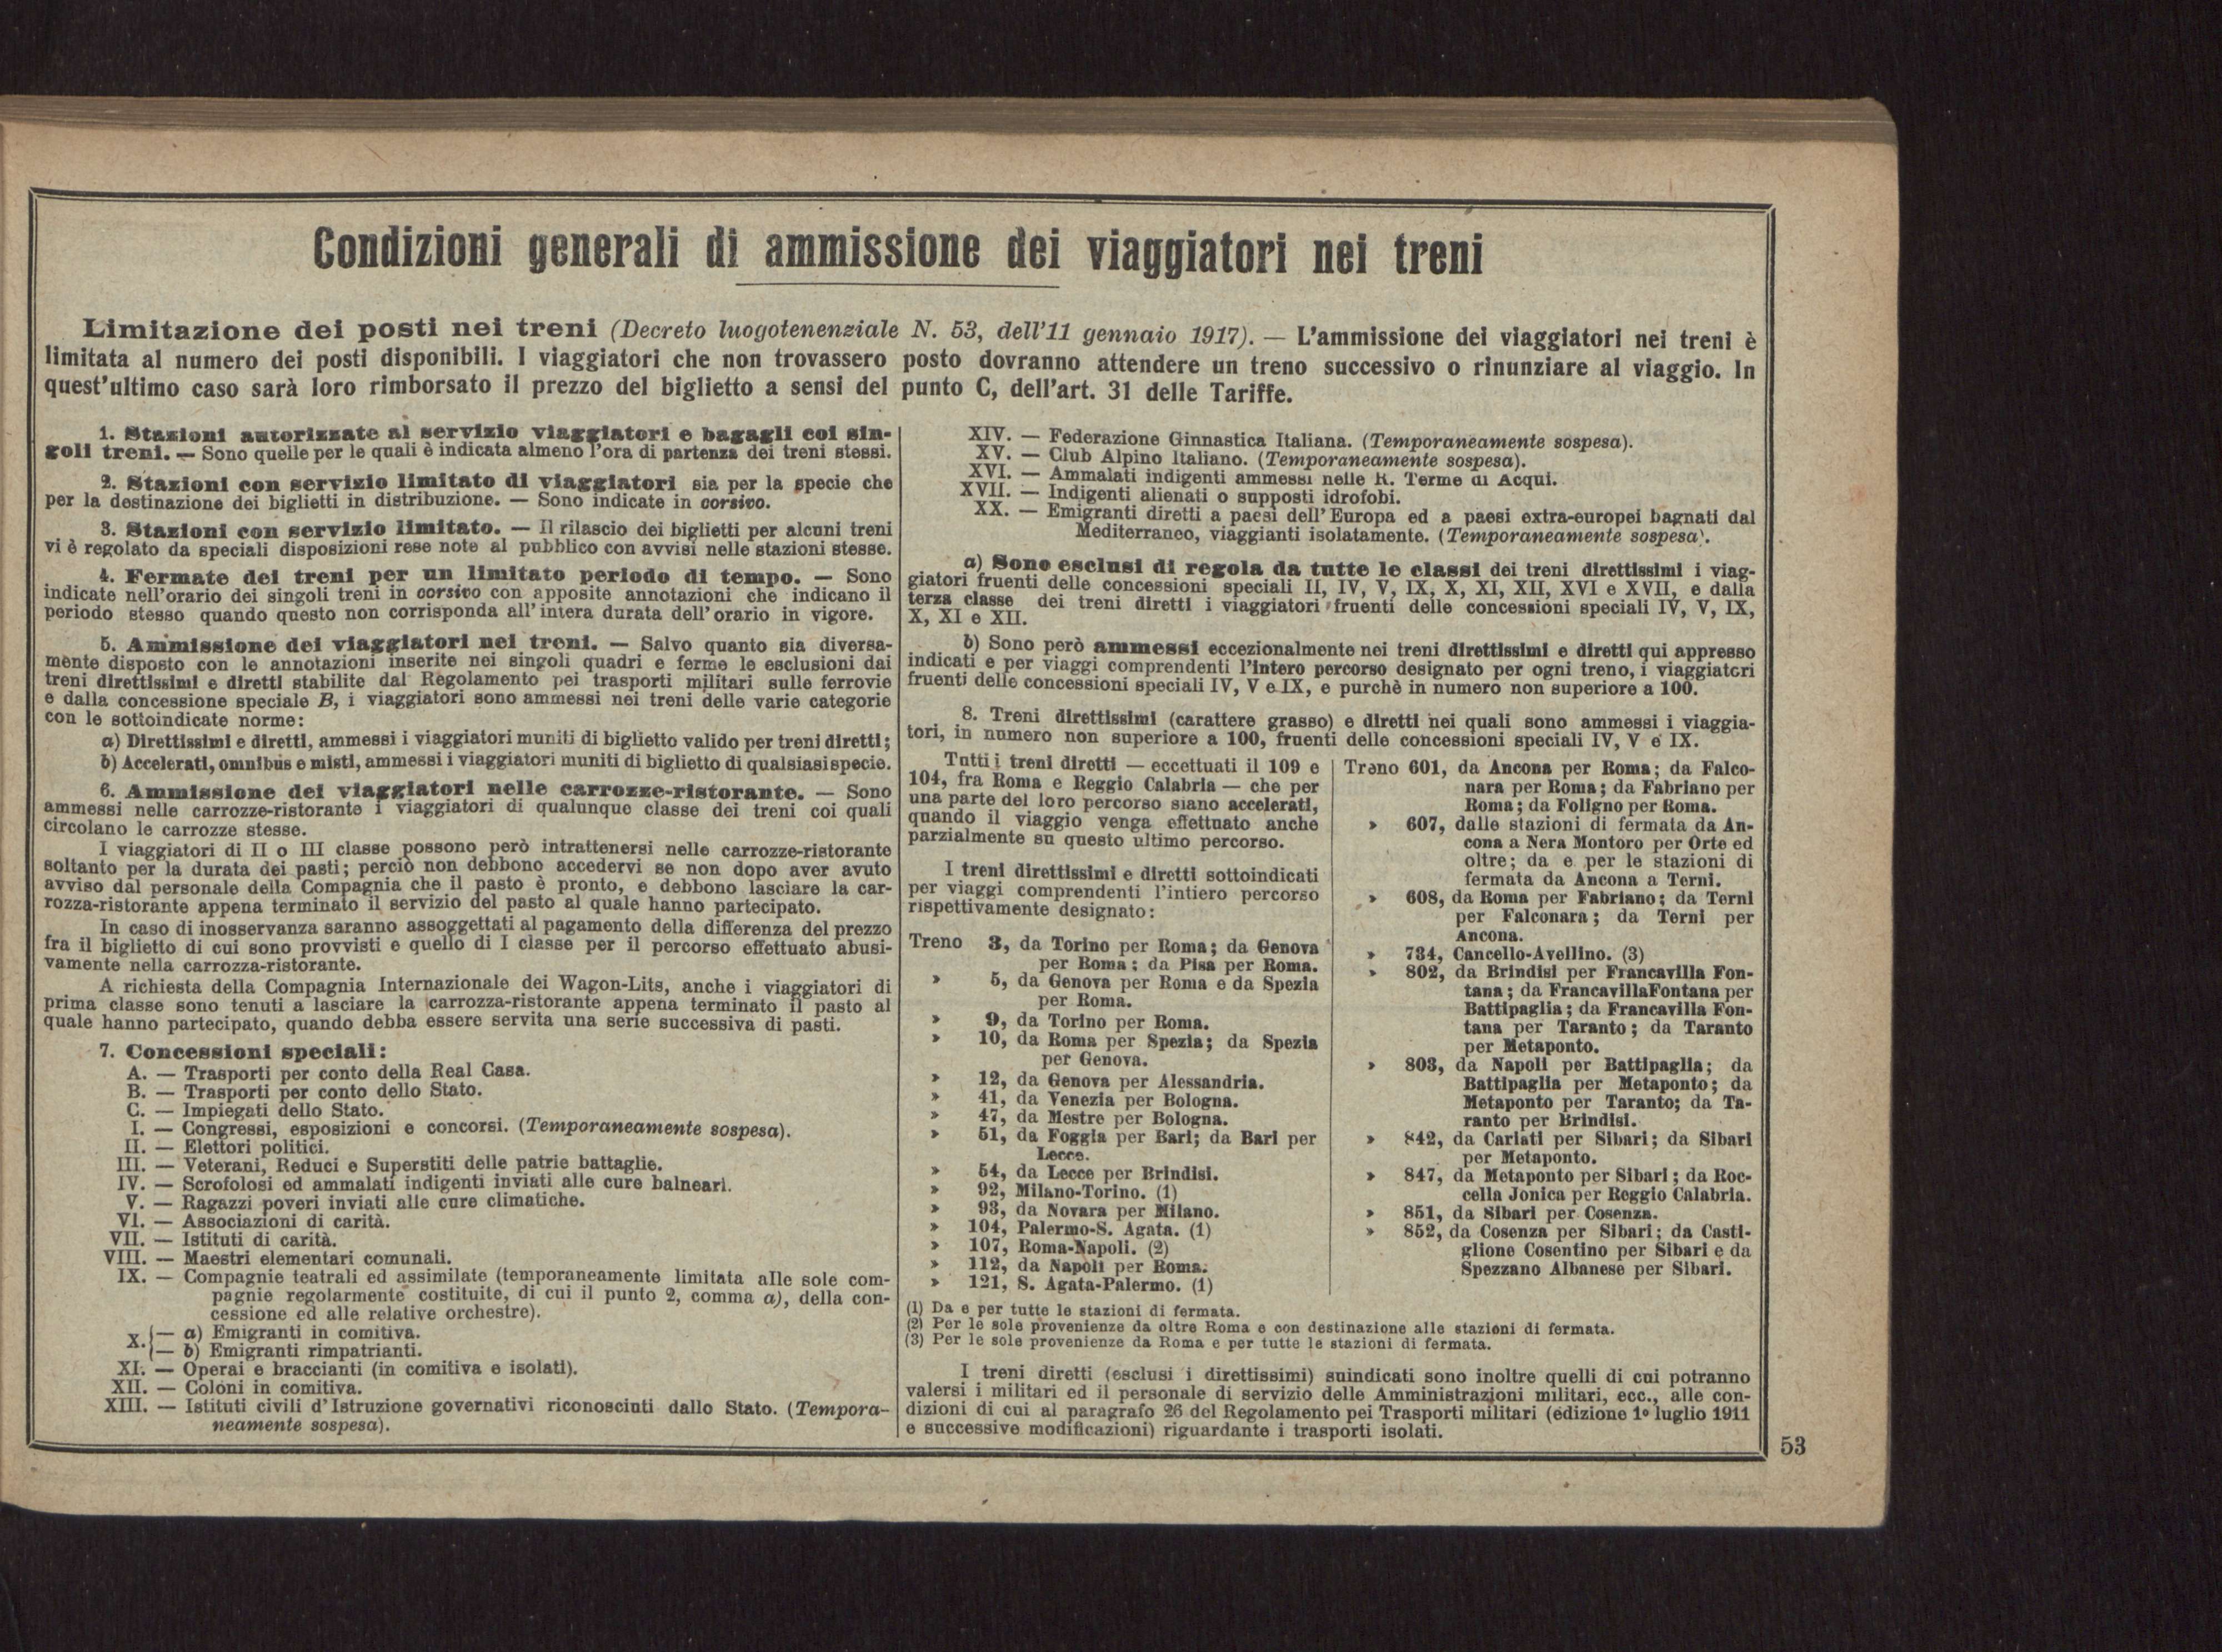 Condizioni generali di ammissione dei viaggiatori nei treni
Limitazione dei posti nei treni (Decreto luogotenenziale N. 53, dell'11 gennaio 1917). — L'ammissione dei viaggiatori nei treni è
limitata al numero dei posti disponibili. I viaggiatori che non trovassero posto dovranno attendere un treno successivo o rinunziare al viaggio. In
quest'ultimo caso sarà loro rimborsato il prezzo del biglietto a sensi del punto C, dell'art. 31 delle Tariffe.
1. Stazioni autorizzate al servizio viaggiatori e bagagli coi sin-
goli treni. — Sono quelle per le quali è indicata almeno l'ora di partenza dei treni stessi.
2. Stazioni con servizio limitato di viaggiatori sia per la specie che
per la destinazione dei biglietti in distribuzione. — Sono indicate in corsivo.
3. Stazioni con servizio limitato. — Il rilascio dei biglietti per alcuni treni
vi è regolato da speciali disposizioni rese note al pubblico con avvisi nelle stazioni stesse.
4. Fermate dei treni per un limitato periodo di tempo. — Sono
indicate nell'orario dei singoli treni in corsivo con apposite annotazioni che indicano il
periodo stesso quando questo non corrisponda all'intera durata dell'orario in vigore.
5. Ammissione dei viaggiatori nei treni. — Salvo quanto sia diversa-
mente disposto con le annotazioni inserite nei singoli quadri e ferme le esclusioni dai
treni direttissimi e diretti stabilite dal Regolamento pei trasporti militari sulle ferrovie
e dalla concessione speciale B, i viaggiatori sono ammessi nei treni delle varie categorie
con le sottoindicate norme:
a) Direttissimi e diretti, ammessi i viaggiatori muniti di biglietto valido per treni diretti;
b) Accelerati, omnibus e misti, ammessi i viaggiatori muniti di biglietto di qualsiasi specie.
6. Ammissione dei viaggiatori nelle carrozze-ristorante. — Sono
ammessi nelle carrozze-ristorante i viaggiatori di qualunque classe dei treni coi quali
circolano le carrozze stesse.
I viaggiatori di II o III classe possono però intrattenersi nelle carrozze-ristorante
soltanto per la durata dei pasti; perciò non debbono accedervi se non dopo aver avuto
avviso dal personale della Compagnia che il pasto è pronto, e debbono lasciare la car-
rozza-ristorante appena terminato il servizio del pasto al quale hanno partecipato.
In caso di inosservanza saranno assoggettati al pagamento della differenza del prezzo
fra il biglietto di cui sono provvisti e quello di I classe per il percorso effettuato abusi-
vamente nella carrozza-ristorante.
A richiesta della Compagnia Internazionale dei Wagon-Lits, anche i viaggiatori di
prima classe sono tenuti a lasciare la carrozza-ristorante appena terminato il pasto al
quale hanno partecipato, quando debba essere servita una serie successiva di pasti.
7. Concessioni speciali:
A. — Trasporti per conto della Real Casa.
B. — Trasporti per conto dello Stato.
C. — Impiegati dello Stato.
I. — Congressi, esposizioni e concorsi. (Temporaneamente sospesa).
II. — Elettori politici.
III. — Veterani, Reduci e Superstiti delle patrie battaglie.
IV. — Scrofolosi ed ammalati indigenti inviati alle cure balneari.
V. — Ragazzi poveri inviati alle cure climatiche.
VI. — Associazioni di carità.
VII. — Istituti di carità.
VIII. — Maestri elementari comunali.
IX. — Compagnie teatrali ed assimilate (temporaneamente limitata alle sole com-
pagnie regolarmente costituite, di cui il punto 2, comma a), della con-
cessione ed alle relative orchestre).
X. { — a) Emigranti in comitiva.
— b) Emigranti rimpatrianti.
XI. — Operai e braccianti (in comitiva e isolati).
XII. — Coloni in comitiva.
XIII. — Istituti civili d'Istruzione governativi riconosciuti dallo Stato. (Tempora-
neamente sospesa).
XIV. — Federazione Ginnastica Italiana. (Temporaneamente sospesa).
XV. — Club Alpino Italiano. (Temporaneamente sospesa).
XVI. — Ammalati indigenti ammessi nelle R. Terme di Acqui.
XVII. — Indigenti alienati o supposti idrofobi.
XX. — Emigranti diretti a paesi dell'Europa ed a paesi extra-europei bagnati dal
Mediterraneo, viaggianti isolatamente. (Temporaneamente sospesa).
a) Sono esclusi di regola da tutte le classi dei treni direttissimi i viag-
giatori fruenti delle concessioni speciali II, IV, V, IX, X, XI, XII, XVI e XVII, e dalla
terza classe dei treni diretti i viaggiatori fruenti delle concessioni speciali IV, V, IX,
X, XI e XII.
b) Sono però ammessi eccezionalmente nei treni direttissimi e diretti qui appresso
indicati e per viaggi comprendenti l'intero percorso designato per ogni treno, i viaggiatori
fruenti delle concessioni speciali IV, V e IX, e purchè in numero non superiore a 100.
8. Treni direttissimi (carattere grasso) e diretti nei quali sono ammessi i viaggia-
tori, in numero non superiore a 100, fruenti delle concessioni speciali IV, V e IX.
Tutti i treni diretti — eccettuati il 109 e
104, fra Roma e Reggio Calabria — che per
una parte del loro percorso siano accelerati,
quando il viaggio venga effettuato anche
parzialmente su questo ultimo percorso.
I treni direttissimi e diretti sottoindicati
per viaggi comprendenti l'intiero percorso
rispettivamente designato:
Treno 3, da Torino per Roma; da Genova
per Roma; da Pisa per Roma.
» 5, da Genova per Roma e da Spezia
per Roma.
» 9, da Torino per Roma.
» 10, da Roma per Spezia; da Spezia
per Genova.
» 12, da Genova per Alessandria.
» 41, da Venezia per Bologna.
» 47, da Mestre per Bologna.
» 51, da Foggia per Bari; da Bari per
Lecce.
» 54, da Lecce per Brindisi.
» 92, Milano-Torino. (1)
» 93, da Novara per Milano.
» 104, Palermo-S. Agata. (1)
» 107, Roma-Napoli. (2)
» 112, da Napoli per Roma.
» 121, S. Agata-Palermo. (1)
Treno 601, da Ancona per Roma; da Falco-
nara per Roma; da Fabriano per
Roma; da Foligno per Roma.
» 607, dalle stazioni di fermata da An-
cona a Nera Montoro per Orte ed
oltre; da e per le stazioni di
fermata da Ancona a Terni.
» 608, da Roma per Fabriano; da Terni
per Falconara; da Terni per
Ancona.
» 734, Cancello-Avellino. (3)
» 802, da Brindisi per Francavilla Fon-
tana; da FrancavillaFontana per
Battipaglia; da Francavilla Fon-
tana per Taranto; da Taranto
per Metaponto.
» 803, da Napoli per Battipaglia; da
Battipaglia per Metaponto; da
Metaponto per Taranto; da Ta-
ranto per Brindisi.
» 842, da Cariati per Sibari; da Sibari
per Metaponto.
» 847, da Metaponto per Sibari; da Roc-
cella Jonica per Reggio Calabria.
» 851, da Sibari per Cosenza.
» 852, da Cosenza per Sibari; da Casti-
glione Cosentino per Sibari e da
Spezzano Albanese per Sibari.
(1) Da e per tutte le stazioni di fermata.
(2) Per le sole provenienze da oltre Roma e con destinazione alle stazioni di fermata.
(3) Per le sole provenienze da Roma e per tutte le stazioni di fermata.
I treni diretti (esclusi i direttissimi) suindicati sono inoltre quelli di cui potranno
valersi i militari ed il personale di servizio delle Amministrazioni militari, ecc., alle con-
dizioni di cui al paragrafo 26 del Regolamento pei Trasporti militari (edizione 1º luglio 1911
e successive modificazioni) riguardante i trasporti isolati.
53